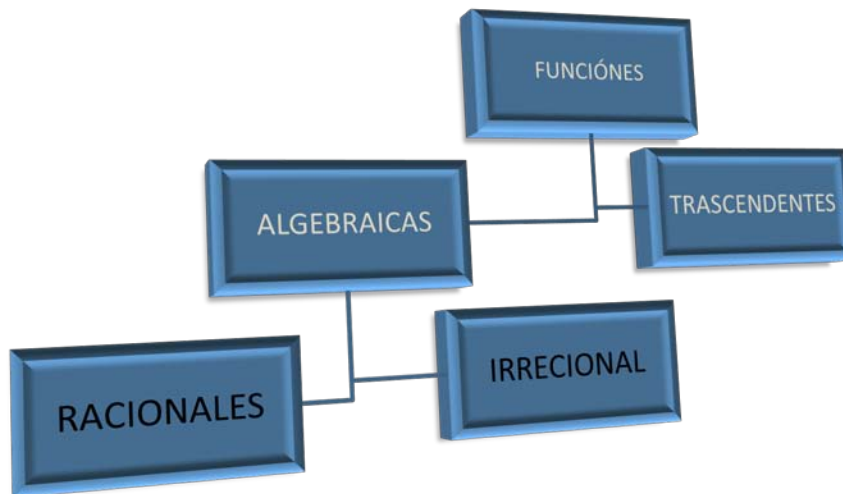 FUNCIÓNES
ALGEBRAICAS
TRASCENDENTES
RACIONALES
IRRECIONAL